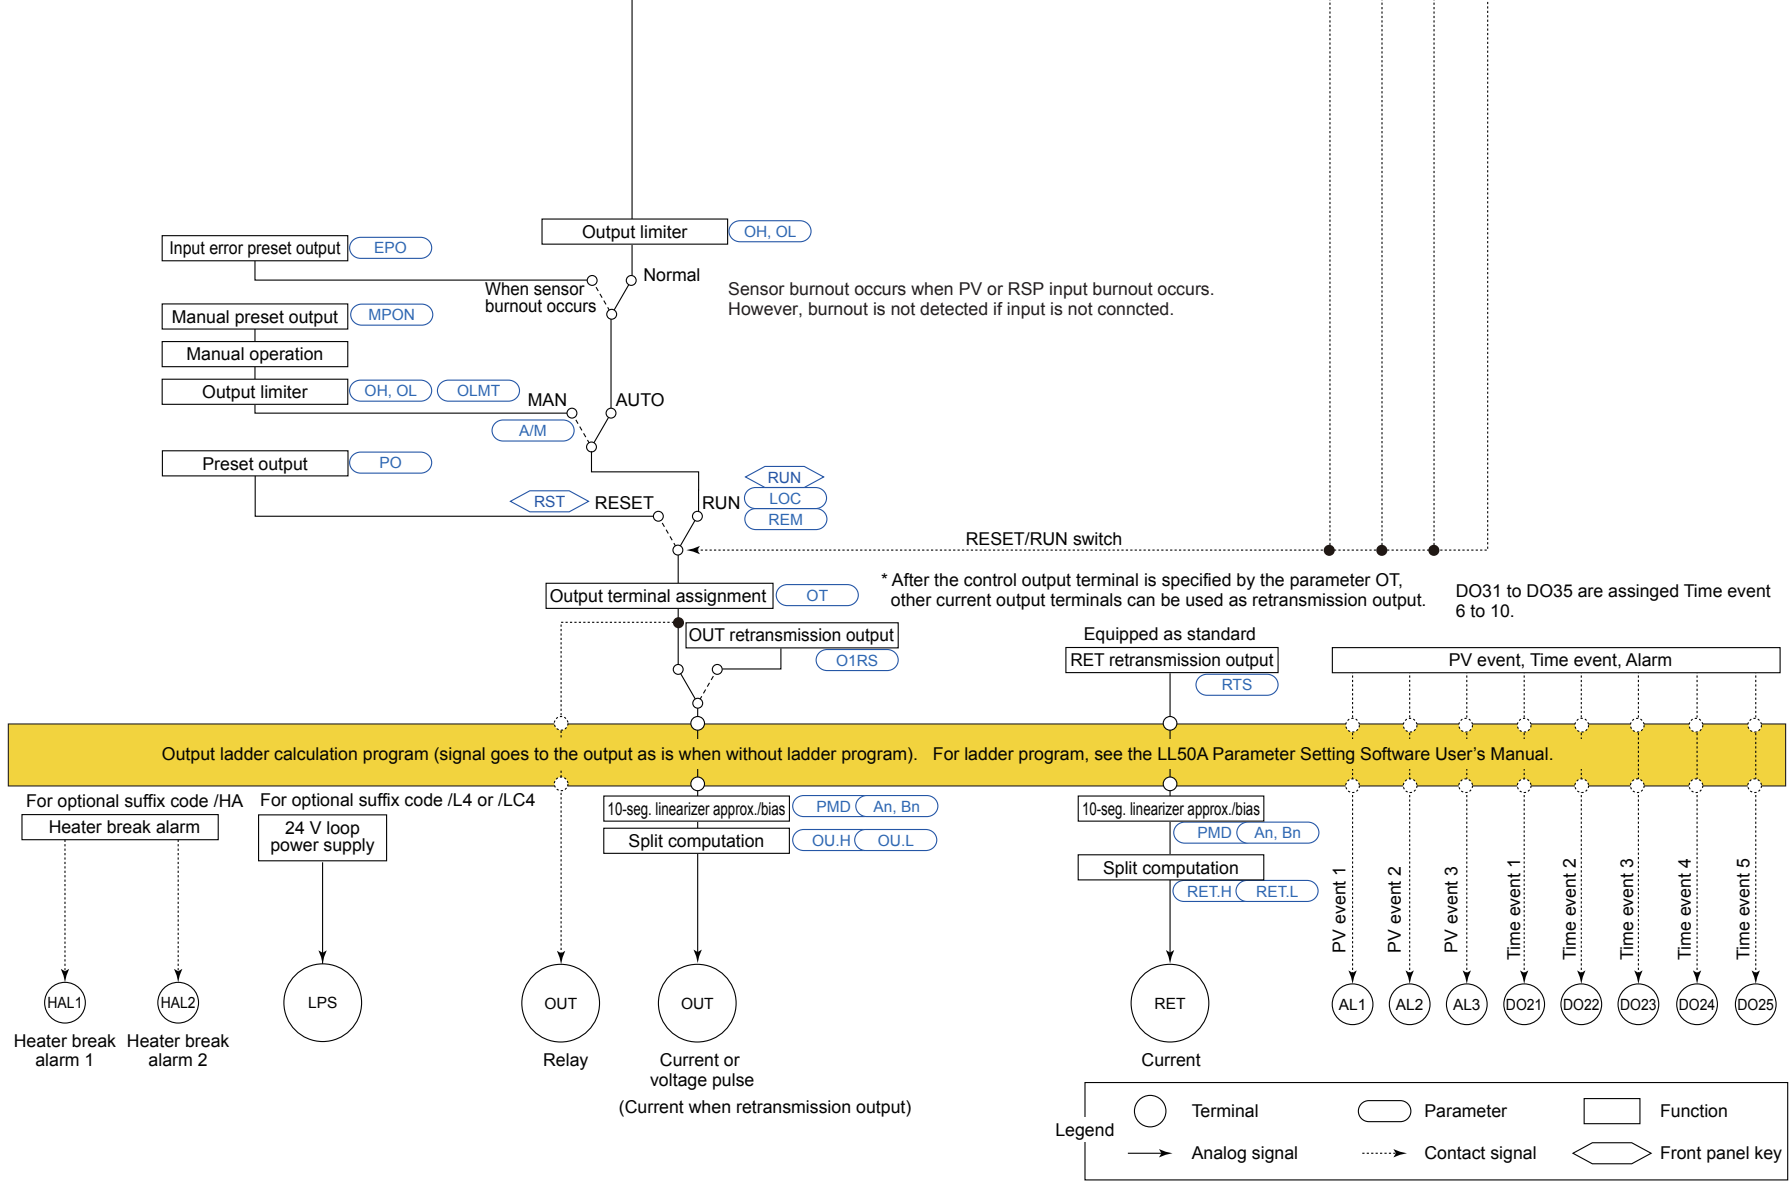 Output limiter
OH, OL
Input error preset output
EPO
Normal
When sensor
burnout occurs
Sensor burnout occurs when PV or RSP input burnout occurs.
However, burnout is not detected if input is not conncted.
Manual preset output
MPON
Manual operation
Output limiter
OH, OL
OLMT
MAN
AUTO
A/M
Preset output
PO
RST
RESET
RUN
RUN
LOC
REM
RESET/RUN switch
Output terminal assignment
OT
* After the control output terminal is specified by the parameter OT,
other current output terminals can be used as retransmission output.
DO31 to DO35 are assinged Time event
6 to 10.
OUT retransmission output
O1RS
Equipped as standard
RET retransmission output
RTS
PV event, Time event, Alarm
Output ladder calculation program (signal goes to the output as is when without ladder program). For ladder program, see the LL50A Parameter Setting Software User's Manual.
For optional suffix code /HA
Heater break alarm
For optional suffix code /L4 or /LC4
24 V loop
power supply
10-seg. linearizer approx./bias
PMD
An, Bn
Split computation
OU.H
OU.L
10-seg. linearizer approx./bias
PMD
An, Bn
Split computation
RET.H
RET.L
PV event 1
PV event 2
PV event 3
Time event 1
Time event 2
Time event 3
Time event 4
Time event 5
HAL1
HAL2
LPS
OUT
OUT
RET
AL1
AL2
AL3
DO21
DO22
DO23
DO24
DO25
Heater break
alarm 1
Heater break
alarm 2
Relay
Current or
voltage pulse
(Current when retransmission output)
Current
Legend
Terminal
Parameter
Function
Analog signal
Contact signal
Front panel key